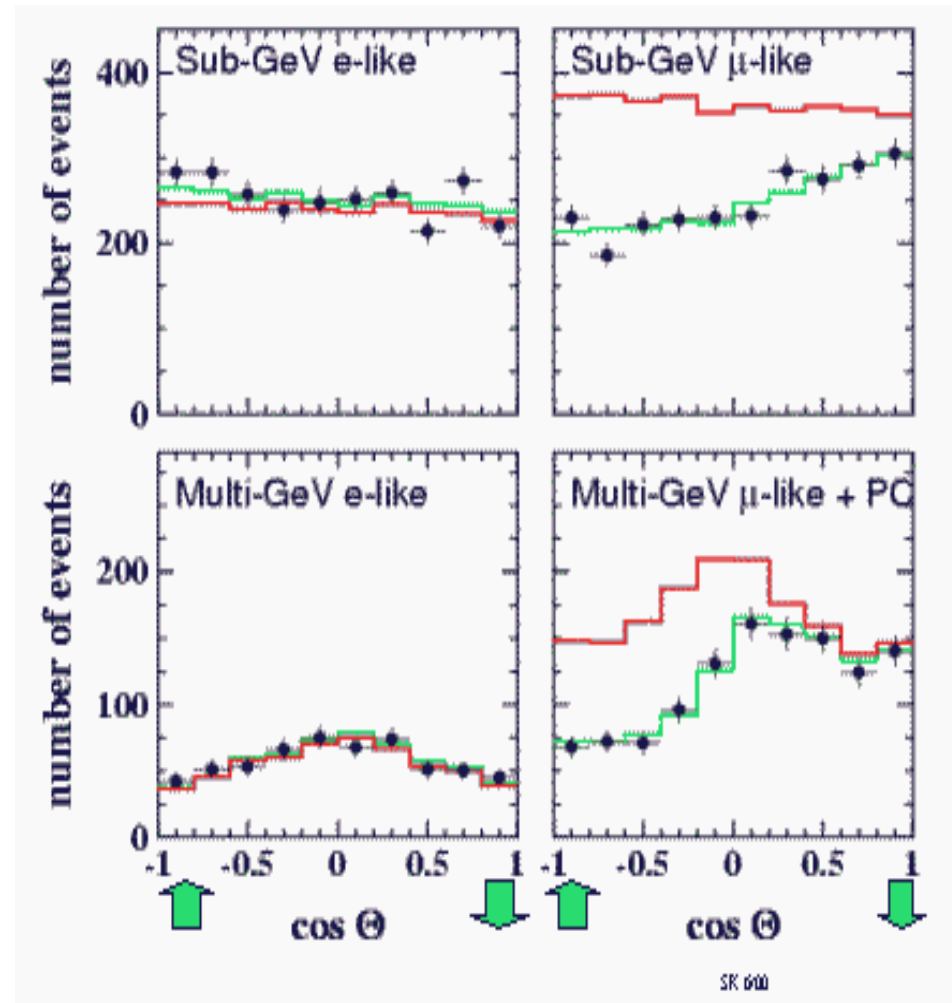 Sub-GeV e-like
Sub-GeV μ-like
number of events
400
200
0
Multi-GeV e-like
Multi-GeV μ-like + PC
number of events
200
100
0
-1 -0.5 0 0.5 1
-1 -0.5 0 0.5 1
cos Θ
cos Θ
SK